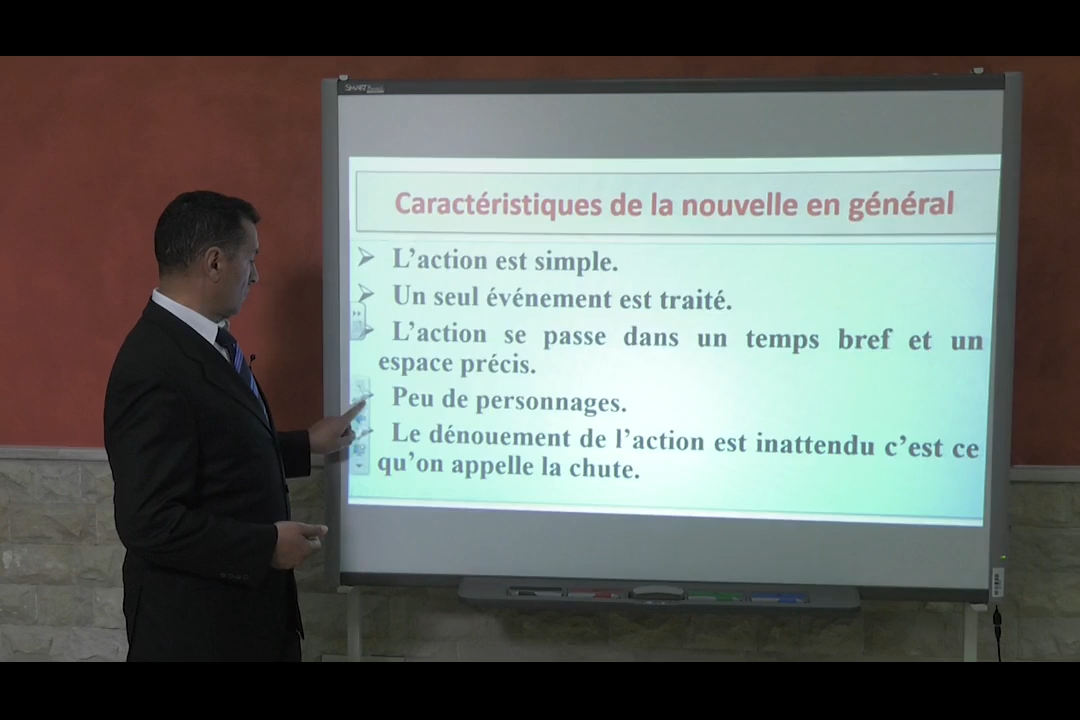 SMART
Caractéristiques de la nouvelle en général
L'action est simple.
Un seul événement est traité.
L'action se passe dans un temps bref et un
espace précis.
Peu de personnages.
Le dénouement de l'action est inattendu c'est ce
qu'on appelle la chute.